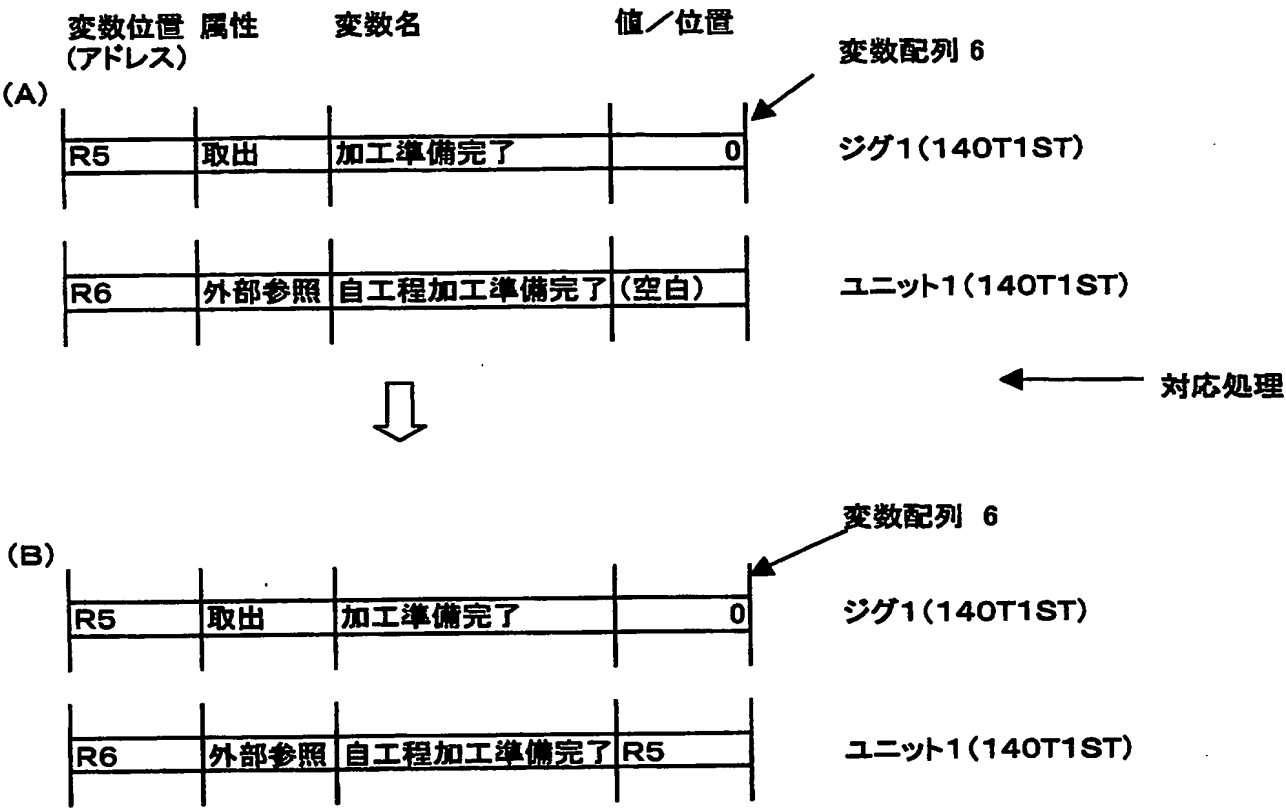 変数位置 属性 変数名 値／位置
(アドレス)
変数配列 6
(A)
R5 取出 加工準備完了 0 ジグ1(140T1ST)
R6 外部参照 自工程加工準備完了 (空白) ユニット1(140T1ST)
対応処理
変数配列 6
(B)
R5 取出 加工準備完了 0 ジグ1(140T1ST)
R6 外部参照 自工程加工準備完了 R5 ユニット1(140T1ST)